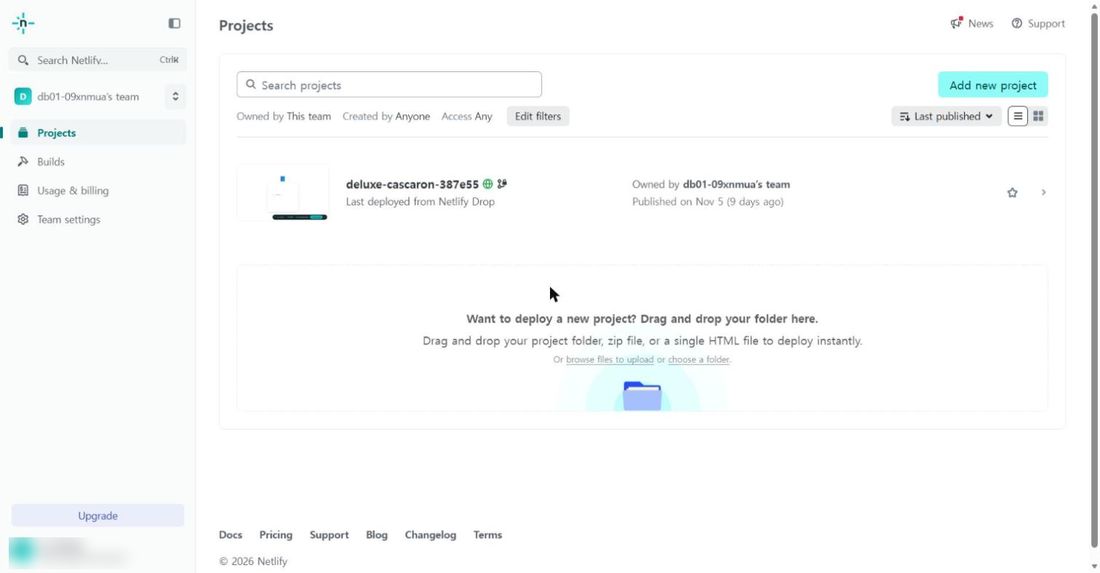 Projects
News
Support
Search Netlify...
Ctrl K
D db01-09xnmua's team
Projects
Builds
Usage & billing
Team settings
Upgrade
Search projects
Add new project
Owned by This team Created by Anyone Access Any Edit filters
Last published
deluxe-cascaron-387e55
Last deployed from Netlify Drop
Owned by db01-09xnmua's team
Published on Nov 5 (9 days ago)
Want to deploy a new project? Drag and drop your folder here.
Drag and drop your project folder, zip file, or a single HTML file to deploy instantly.
Or browse files to upload or choose a folder.
Docs Pricing Support Blog Changelog Terms
© 2026 Netlify